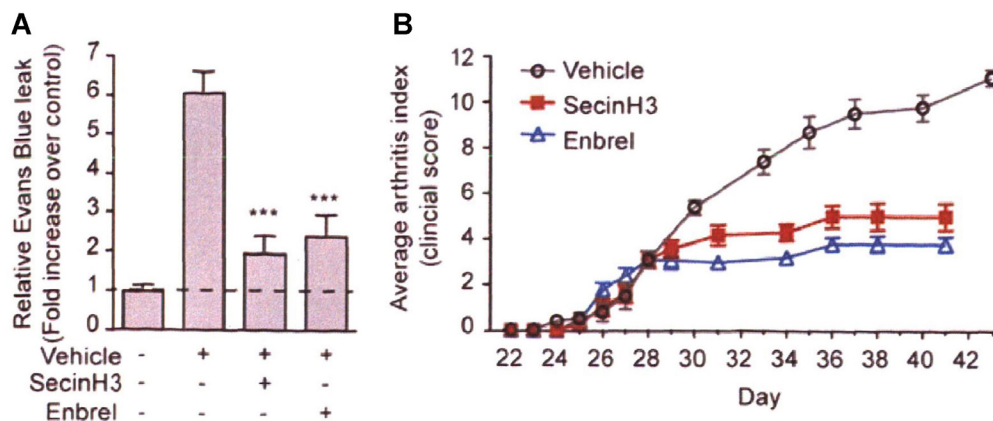 A
Relative Evans Blue leak
(Fold increase over control)
7
6
5
4
3
2
1
0
***
***
Vehicle - + + +
SecinH3 - - + -
Enbrel - - - +
B
Average arthritis index
(clincial score)
12
10
8
6
4
2
0
Vehicle
SecinH3
Enbrel
22 24 26 28 30 32 34 36 38 40 42
Day